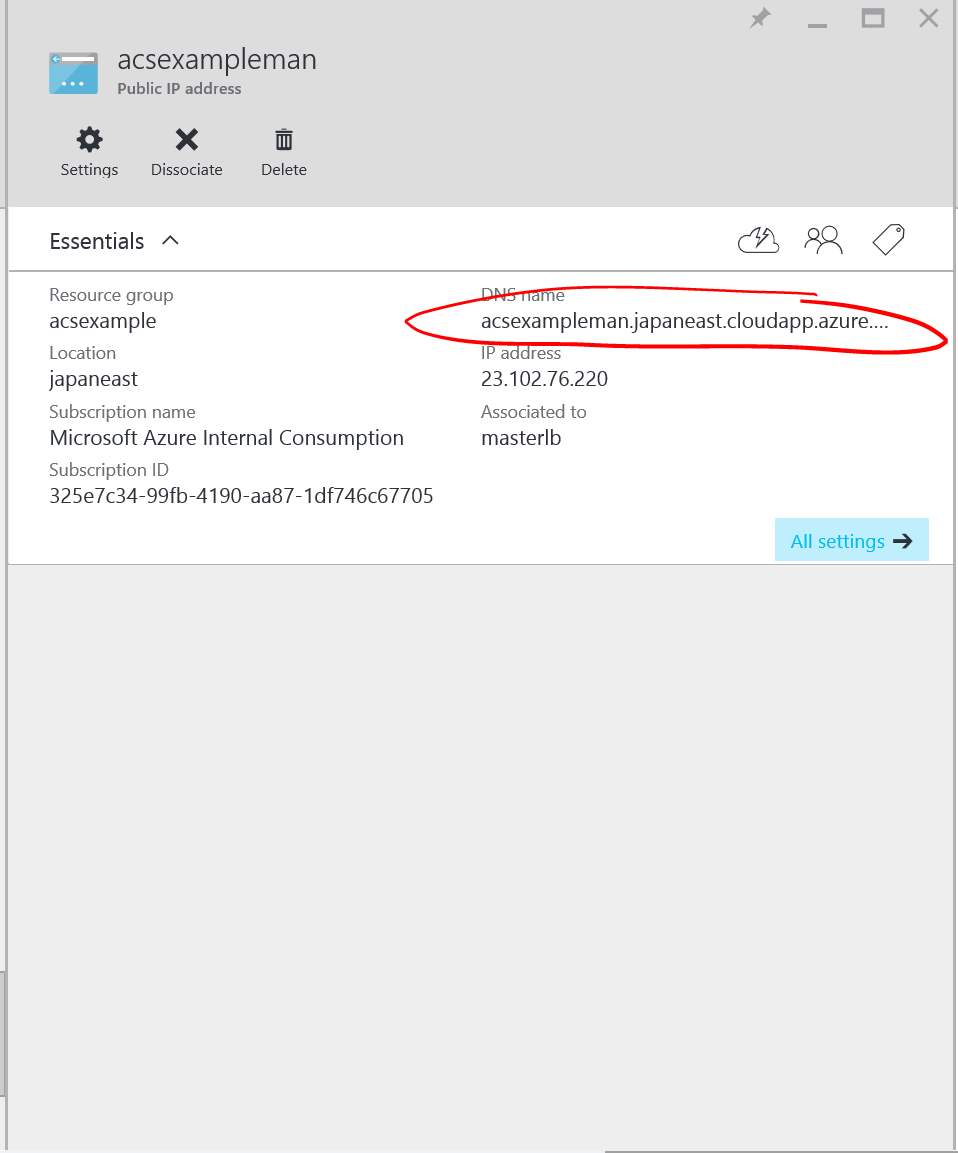 acsexampleman
Public IP address
Settings
Dissociate
Delete
Essentials
Resource group
acsexample
DNS name
acsexampleman.japaneast.cloudapp.azure....
Location
japaneast
IP address
23.102.76.220
Subscription name
Microsoft Azure Internal Consumption
Associated to
masterlb
Subscription ID
325e7c34-99fb-4190-aa87-1df746c67705
All settings